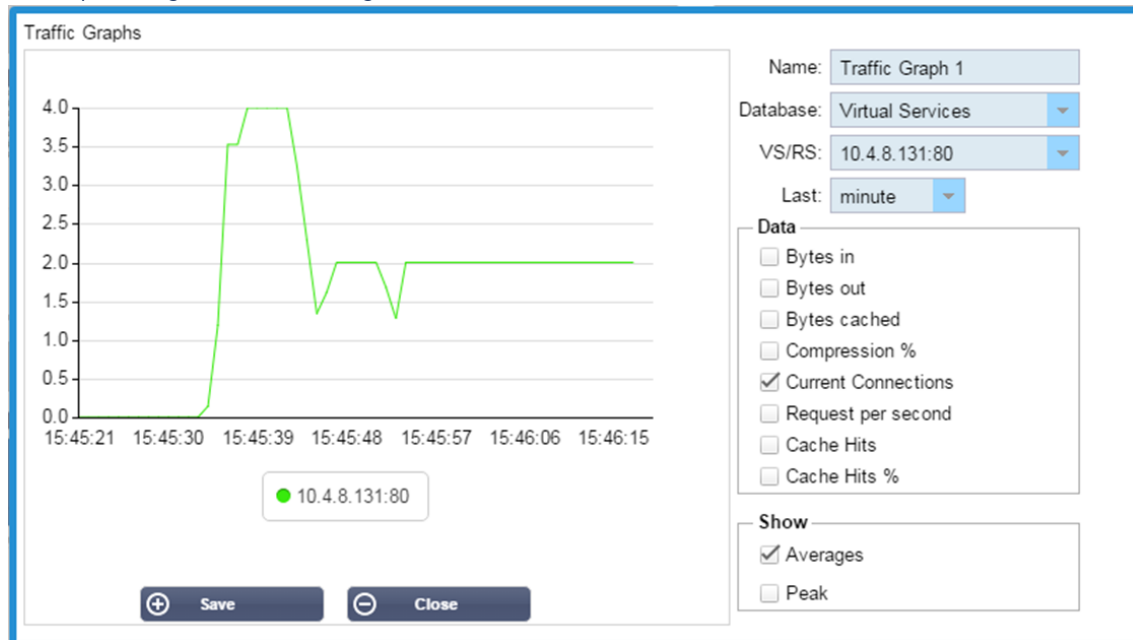 Traffic Graphs
4.0
3.5
3.0
2.5
2.0
1.5
1.0
0.5
0.0
15:45:21 15:45:30 15:45:39 15:45:48 15:45:57 15:46:06 15:46:15
10.4.8.131:80
Save Close
Name: Traffic Graph 1
Database: Virtual Services
VS/RS: 10.4.8.131:80
Last: minute
Data
Bytes in
Bytes out
Bytes cached
Compression %
Current Connections
Request per second
Cache Hits
Cache Hits %
Show
Averages
Peak